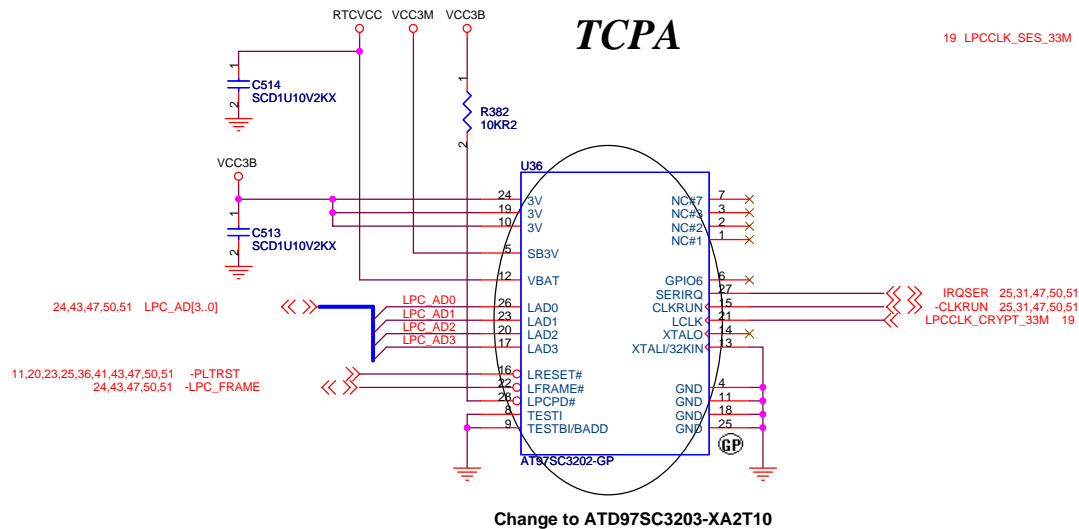 RTCVCC VCC3M VCC3B
TCPA
19 LPCCLK_SES_33M
1
C514
SCD1U10V2KX
2
1
R382
10KR2
2
VCC3B
1
C513
SCD1U10V2KX
2
U36
24 3V NC#7 7
19 3V NC#3 3
10 3V NC#2 2
NC#1 1
5 SB3V
12 VBAT GPIO6 6
SERIRQ 27 IRQSER 25,31,47,50,51
24,43,47,50,51 LPC_AD[3..0] LPC_AD0 26 LAD0 CLKRUN 15 -CLKRUN 25,31,47,50,51
LPC_AD1 23 LAD1 LCLK 21 LPCCLK_CRYPT_33M 19
LPC_AD2 20 LAD2 XTALO 14
LPC_AD3 17 LAD3 XTALI/32KIN 13
11,20,23,25,36,41,43,47,50,51 -PLTRST 16 LRESET#
24,43,47,50,51 -LPC_FRAME 22 LFRAME# GND 4
28 LPCPD# GND 11
8 TESTI GND 18
9 TESTBI/BADD GND 25
GP
AT97SC3202-GP
Change to ATD97SC3203-XA2T10